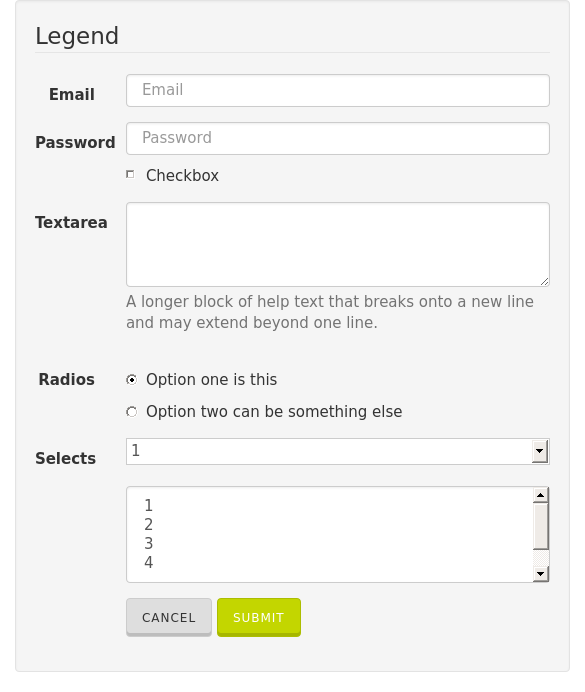 Legend
Email
Email
Password
Password
Checkbox
Textarea
A longer block of help text that breaks onto a new line
and may extend beyond one line.
Radios
Option one is this
Option two can be something else
Selects
1
1
2
3
4
CANCEL
SUBMIT